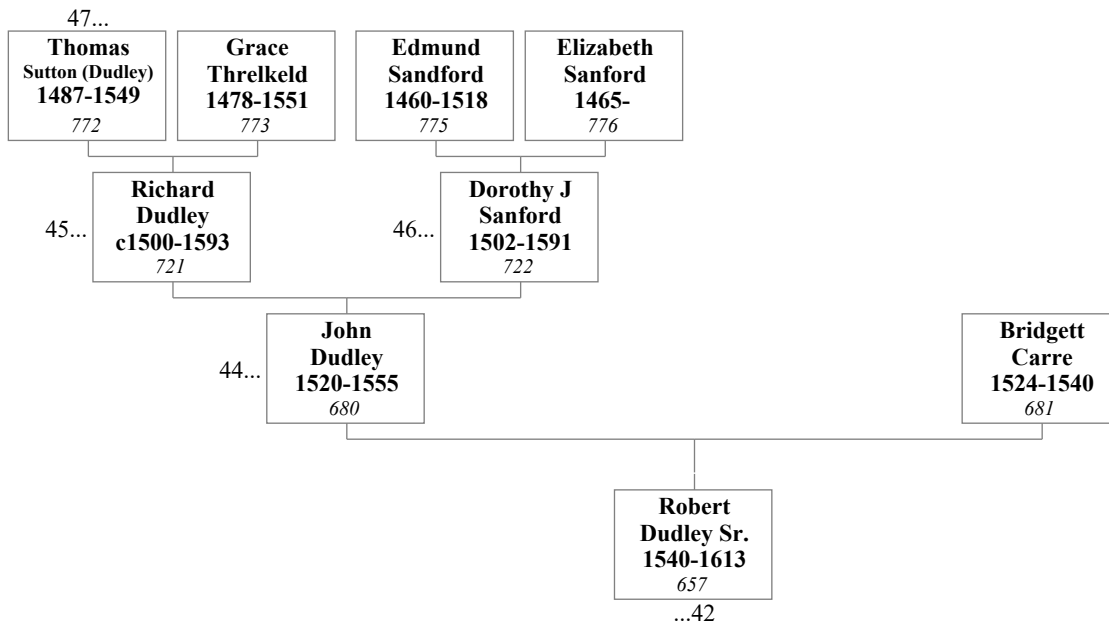 47...
Thomas
Sutton (Dudley)
1487-1549
772
Grace
Threlkeld
1478-1551
773
Edmund
Sandford
1460-1518
775
Elizabeth
Sanford
1465-
776
45...
Richard
Dudley
c1500-1593
721
46...
Dorothy J
Sanford
1502-1591
722
44...
John
Dudley
1520-1555
680
Bridgett
Carre
1524-1540
681
Robert
Dudley Sr.
1540-1613
657
...42